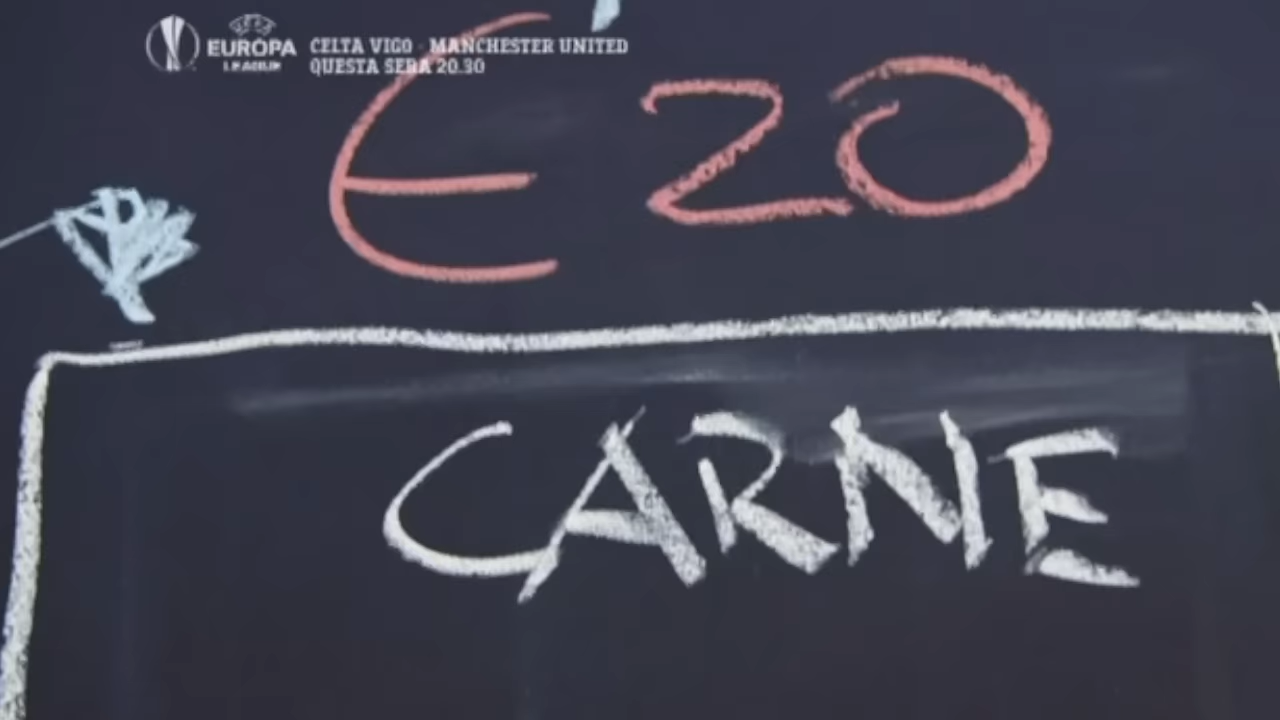 EUROPA
LEAGUE
CELTA VIGO - MANCHESTER UNITED
QUESTA SERA 20.30
€20
CARNE